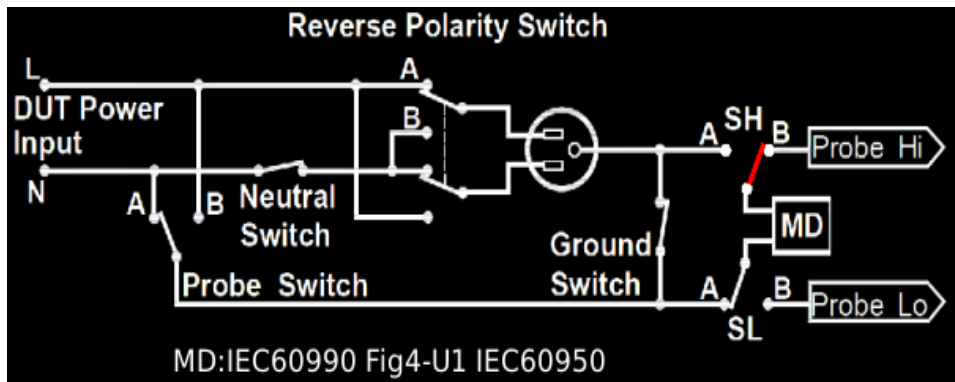 Reverse Polarity Switch
L
A
DUT Power
Input
B
SH
A
B
Probe Hi
N
A
B
Neutral
Switch
MD
Ground
Switch
Probe Switch
A
B
Probe Lo
SL
MD:IEC60990 Fig4-U1 IEC60950